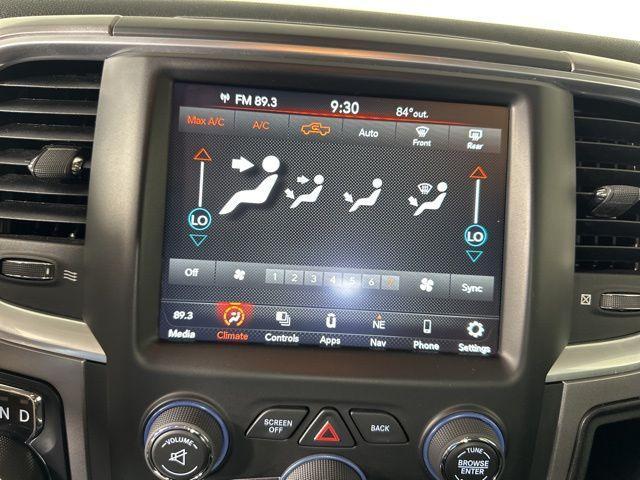 FM 89.3 9:30 84° out.
Max A/C A/C Auto Front Rear
LO LO
Off 1 2 3 4 5 6 7 Sync
89.3 NE
Media Climate Controls Apps Nav Phone Settings
N D
VOLUME
SCREEN OFF
BACK
TUNE
BROWSE
ENTER